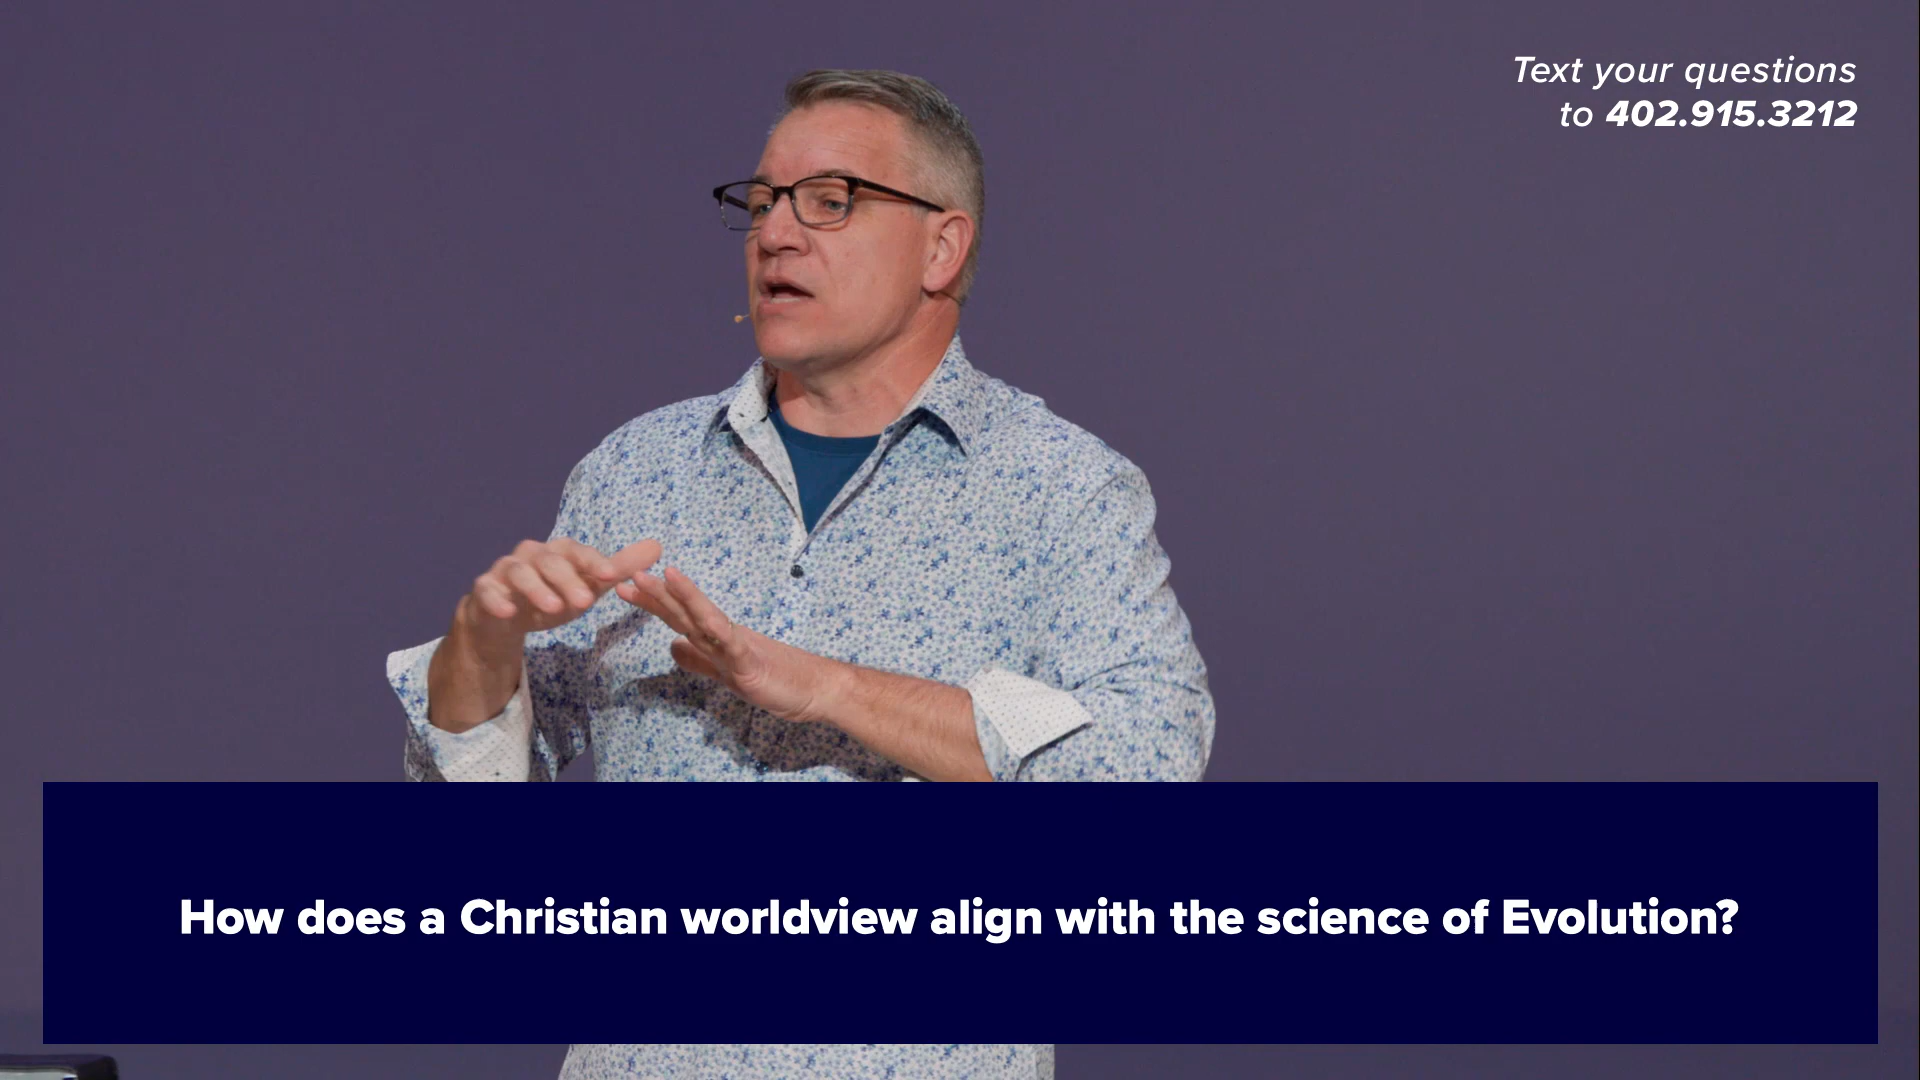 Text your questions
to 402.915.3212
How does a Christian worldview align with the science of Evolution?